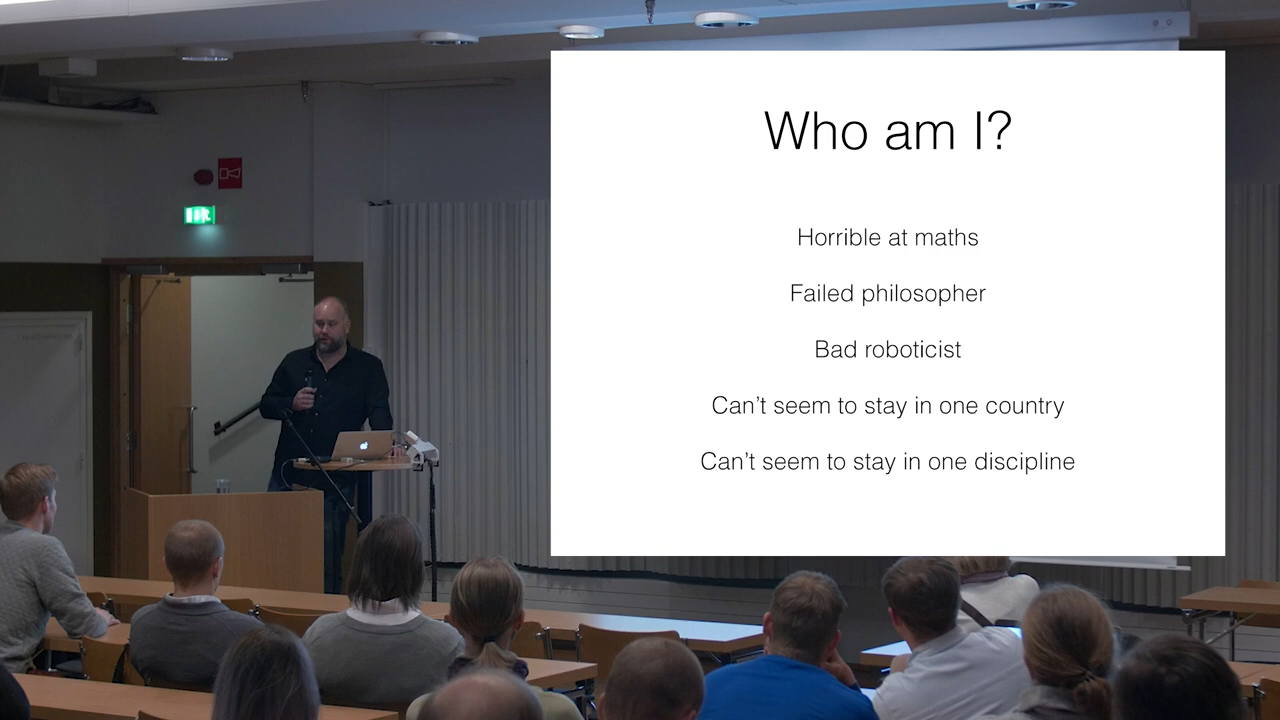 Who am I?
Horrible at maths
Failed philosopher
Bad roboticist
Can't seem to stay in one country
Can't seem to stay in one discipline